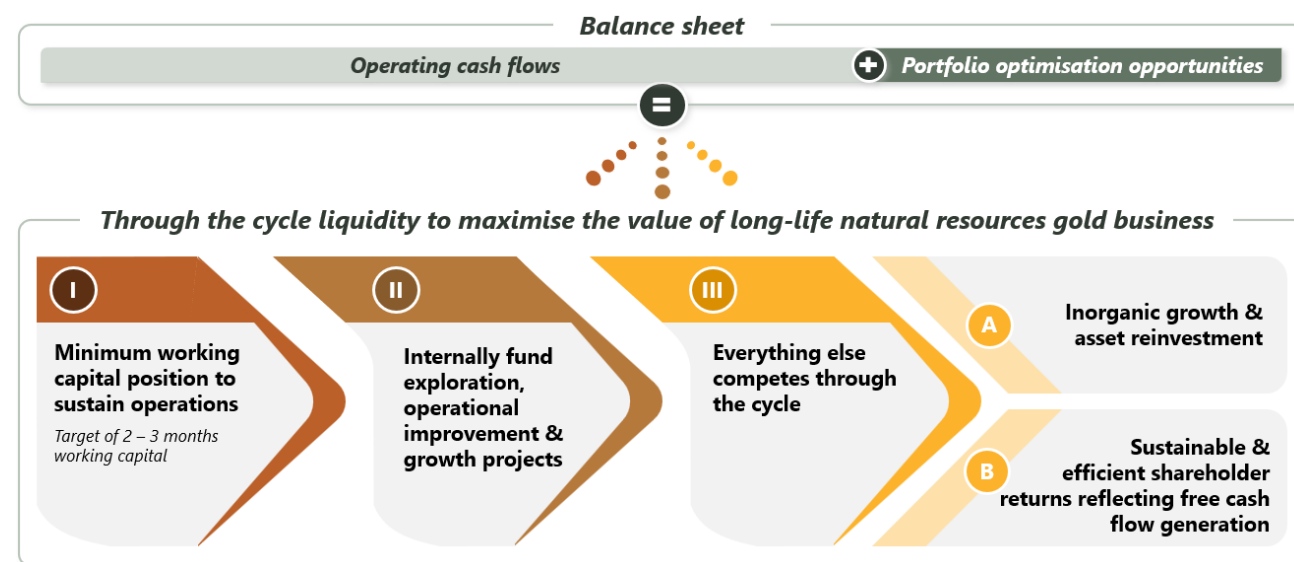 Balance sheet
Operating cash flows
+ Portfolio optimisation opportunities
=
Through the cycle liquidity to maximise the value of long-life natural resources gold business
I
Minimum working
capital position to
sustain operations
Target of 2 – 3 months
working capital
II
Internally fund
exploration,
operational
improvement &
growth projects
III
Everything else
competes through
the cycle
A
Inorganic growth &
asset reinvestment
B
Sustainable &
efficient shareholder
returns reflecting free cash
flow generation